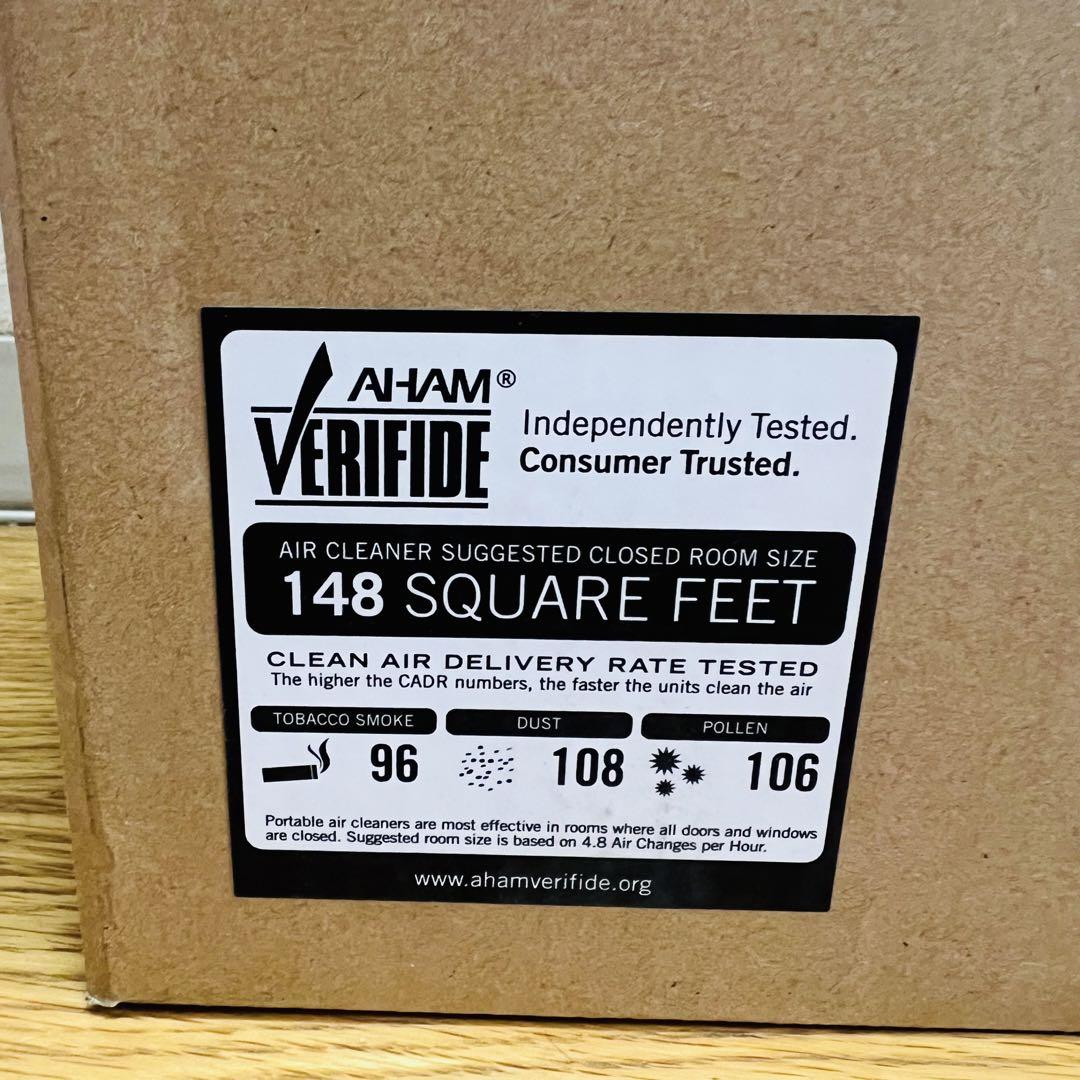 AHAM®
VERIFIDE
Independently Tested.
Consumer Trusted.
AIR CLEANER SUGGESTED CLOSED ROOM SIZE
148 SQUARE FEET
CLEAN AIR DELIVERY RATE TESTED
The higher the CADR numbers, the faster the units clean the air
TOBACCO SMOKE
96
DUST
108
POLLEN
106
Portable air cleaners are most effective in rooms where all doors and windows
are closed. Suggested room size is based on 4.8 Air Changes per Hour.
www.ahamverifide.org